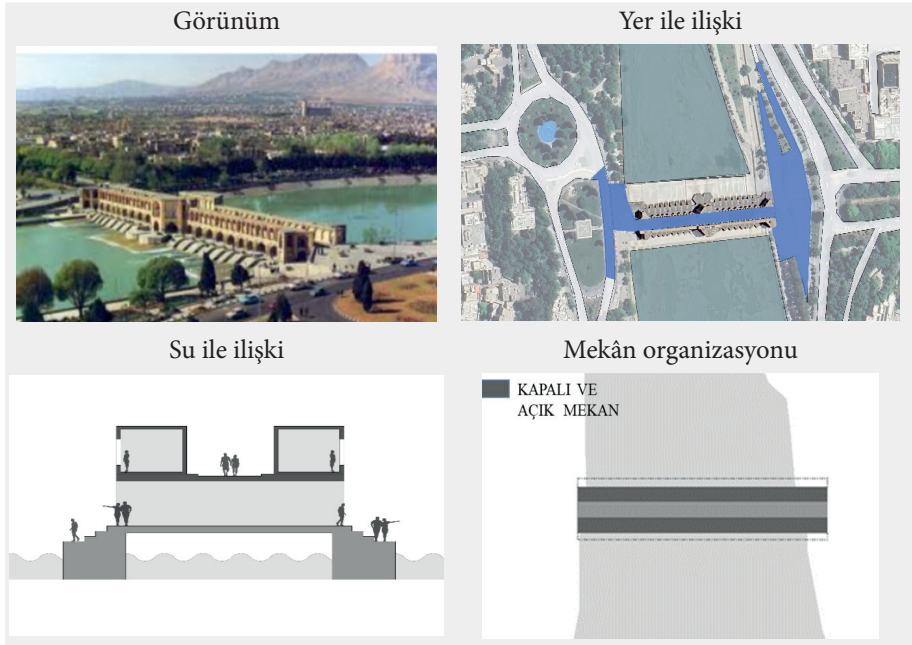 Görünüm
Yer ile ilişki
Su ile ilişki
Mekân organizasyonu
KAPALI VE
AÇIK MEKAN